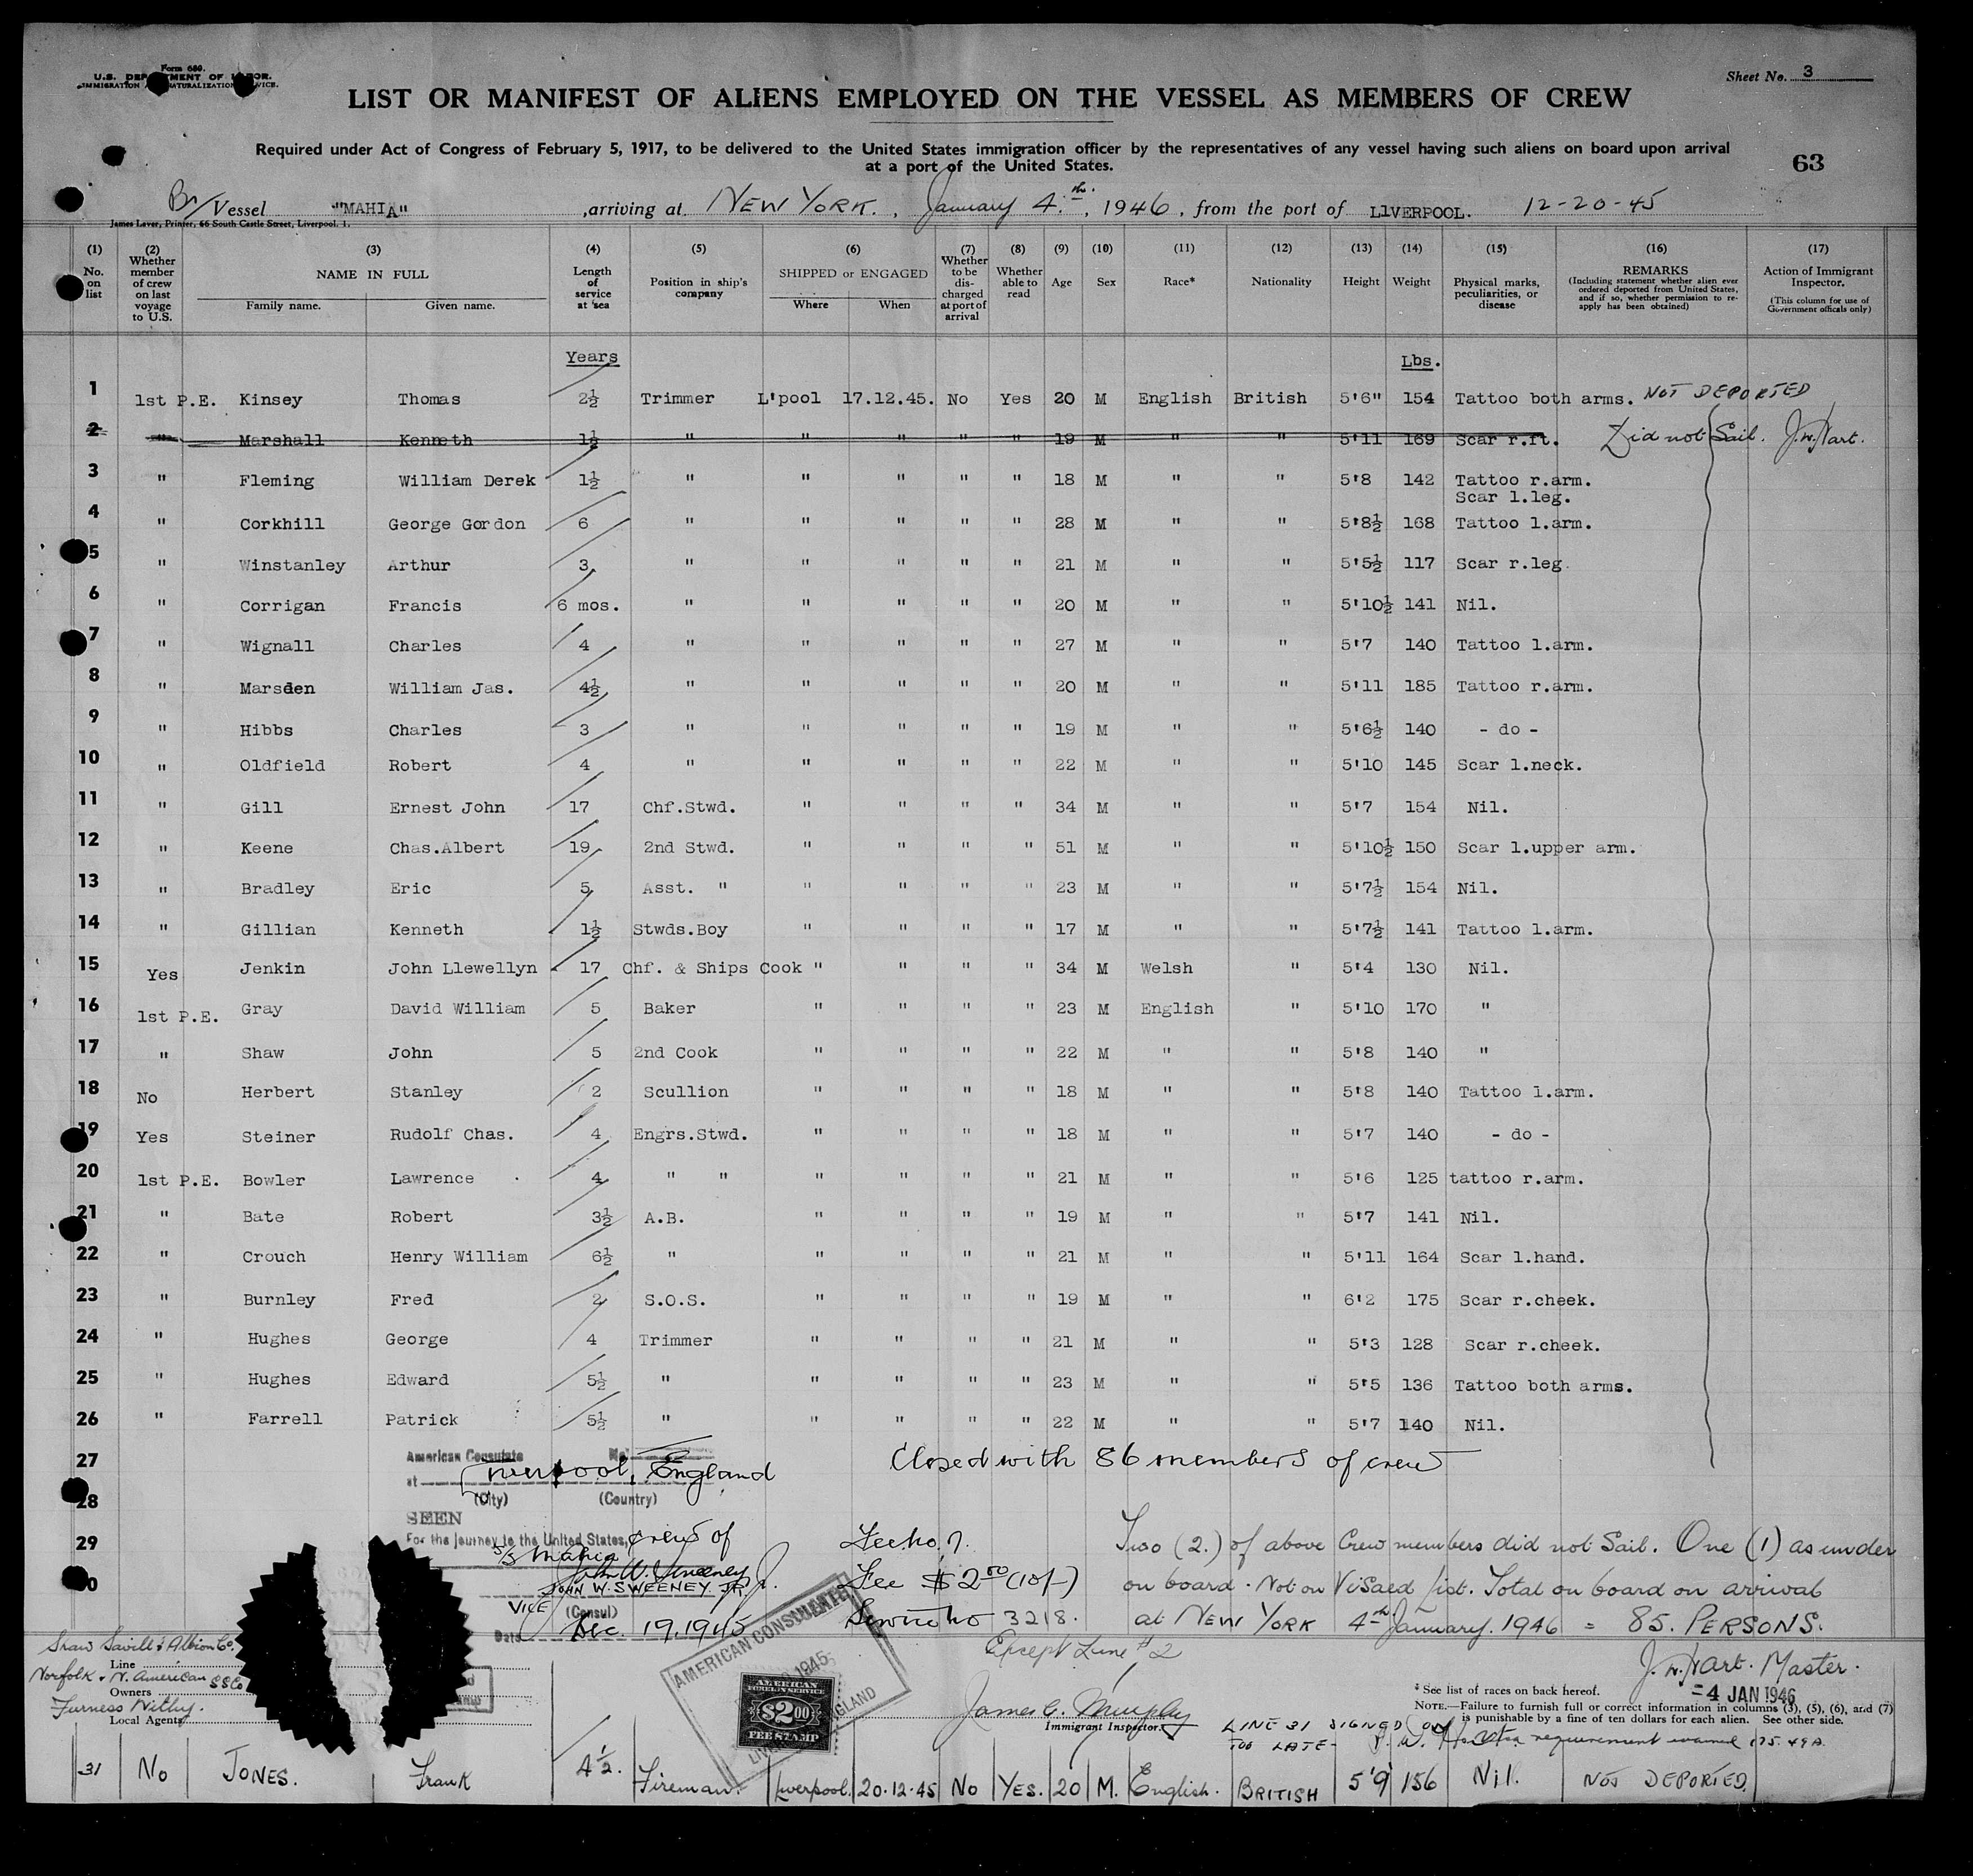 Form 680.
U.S. DEPARTMENT OF LABOR.
IMMIGRATION NATURALIZATION SERVICE.
Sheet No. 3
LIST OR MANIFEST OF ALIENS EMPLOYED ON THE VESSEL AS MEMBERS OF CREW
Required under Act of Congress of February 5, 1917, to be delivered to the United States immigration officer by the representatives of any vessel having such aliens on board upon arrival
at a port of the United States.
63
Br/Vessel "MAHIA" ,arriving at NEW YORK. , January 4.th. , 1946 , from the port of LIVERPOOL. 12-20-45
James Laver, Printer, 66 South Castle Street, Liverpool. 1.
(1) No. on list
(2) Whether member of crew on last voyage to U.S.
(3) NAME IN FULL Family name. Given name.
(4) Length of service at sea
(5) Position in ship's company
(6) SHIPPED or ENGAGED Where When
(7) Whether to be discharged at port of arrival
(8) Whether able to read
(9) Age
(10) Sex
(11) Race*
(12) Nationality
(13) Height
(14) Weight
(15) Physical marks, peculiarities, or disease
(16) REMARKS (Including statement whether alien ever ordered deported from United States, and if so, whether permission to re-apply has been obtained)
(17) Action of Immigrant Inspector. (This column for use of Government officals only)
Years Lbs.
1 1st P.E. Kinsey Thomas 2½ Trimmer L'pool 17.12.45. No Yes 20 M English British 5'6" 154 Tattoo both arms. NOT DEPORTED
2 Marshall Kenneth 1½ " " " " " 19 M " " 5'11 169 Scar r.ft. Did not Sail. J.W.Hart.
3 " Fleming William Derek 1½ " " " " " 18 M " " 5'8 142 Tattoo r.arm.
Scar l.leg.
4 " Corkhill George Gordon 6 " " " " " 28 M " " 5'8½ 168 Tattoo l.arm.
5 " Winstanley Arthur 3 " " " " " 21 M " " 5'5½ 117 Scar r.leg.
6 " Corrigan Francis 6 mos. " " " " " 20 M " " 5'10½ 141 Nil.
7 " Wignall Charles 4 " " " " " 27 M " " 5'7 140 Tattoo l.arm.
8 " Marsden William Jas. 4½ " " " " " 20 M " " 5'11 185 Tattoo r.arm.
9 " Hibbs Charles 3 " " " " " 19 M " " 5'6½ 140 - do -
10 " Oldfield Robert 4 " " " " " 22 M " " 5'10 145 Scar l.neck.
11 " Gill Ernest John 17 Chf.Stwd. " " " " 34 M " " 5'7 154 Nil.
12 " Keene Chas.Albert 19 2nd Stwd. " " " " 51 M " " 5'10½ 150 Scar l.upper arm.
13 " Bradley Eric 5 Asst. " " " " " 23 M " " 5'7½ 154 Nil.
14 " Gillian Kenneth 1½ Stwds.Boy " " " " 17 M " " 5'7½ 141 Tattoo l.arm.
15 Yes Jenkin John Llewellyn 17 Chf. & Ships Cook " " " " 34 M Welsh " 5'4 130 Nil.
16 1st P.E. Gray David William 5 Baker " " " " 23 M English " 5'10 170 "
17 " Shaw John 5 2nd Cook " " " " 22 M " " 5'8 140 "
18 No Herbert Stanley 2 Scullion " " " " 18 M " " 5'8 140 Tattoo l.arm.
19 Yes Steiner Rudolf Chas. 4 Engrs.Stwd. " " " " 18 M " " 5'7 140 - do -
20 1st P.E. Bowler Lawrence 4 " " " " " " 21 M " " 5'6 125 tattoo r.arm.
21 " Bate Robert 3½ A.B. " " " " 19 M " " 5'7 141 Nil.
22 " Crouch Henry William 6½ " " " " " 21 M " " 5'11 164 Scar l.hand.
23 " Burnley Fred 2 S.O.S. " " " " 19 M " " 6'2 175 Scar r.cheek.
24 " Hughes George 4 Trimmer " " " " 21 M " " 5'3 128 Scar r.cheek.
25 " Hughes Edward 5½ " " " " " 23 M " " 5'5 136 Tattoo both arms.
26 " Farrell Patrick 5½ " " " " " 22 M " " 5'7 140 Nil.
27
American Consulate No.
at Liverpool, England
(City) (Country)
Closed with 86 members of crew
28
SEEN
29
For the journey to the United States, crew of
S/S Mahia
John W. Sweeney Jr.
JOHN W. SWEENEY. JR.
VICE (Consul)
Date Dec. 19, 1945
Fee No. 7.
Fee $2.00 (10/-)
Service No 3218.
Two (2.) of above Crew members did not Sail. One (1) as under
on board. Not on Visaed list. Total on board on arrival
at NEW YORK 4th January. 1946 = 85. PERSONS.
J.W.Hart. Master.
Except Line #2
Shaw Savill & Albion Co.
Line
Norfolk & N. American SS Co
Owners
Furness Withy.
Local Agents
AMERICAN CONSULATE
1945
ENGLAND
AMERICAN
FOREIGN SERVICE
$2.00
FEE STAMP
James C. Murphy
Immigrant Inspector.
* See list of races on back hereof.
-4 JAN 1946
NOTE.—Failure to furnish full or correct information in columns (3), (5), (6), and (7)
is punishable by a fine of ten dollars for each alien. See other side.
LINE 31 SIGNED ON
TOO LATE- requirement waived 175.49A.
31 No JONES. Frank 4½. Fireman. Liverpool. 20.12.45 No YES. 20 M. English. BRITISH 5'9' 156 Nil. NOT DEPORTED.